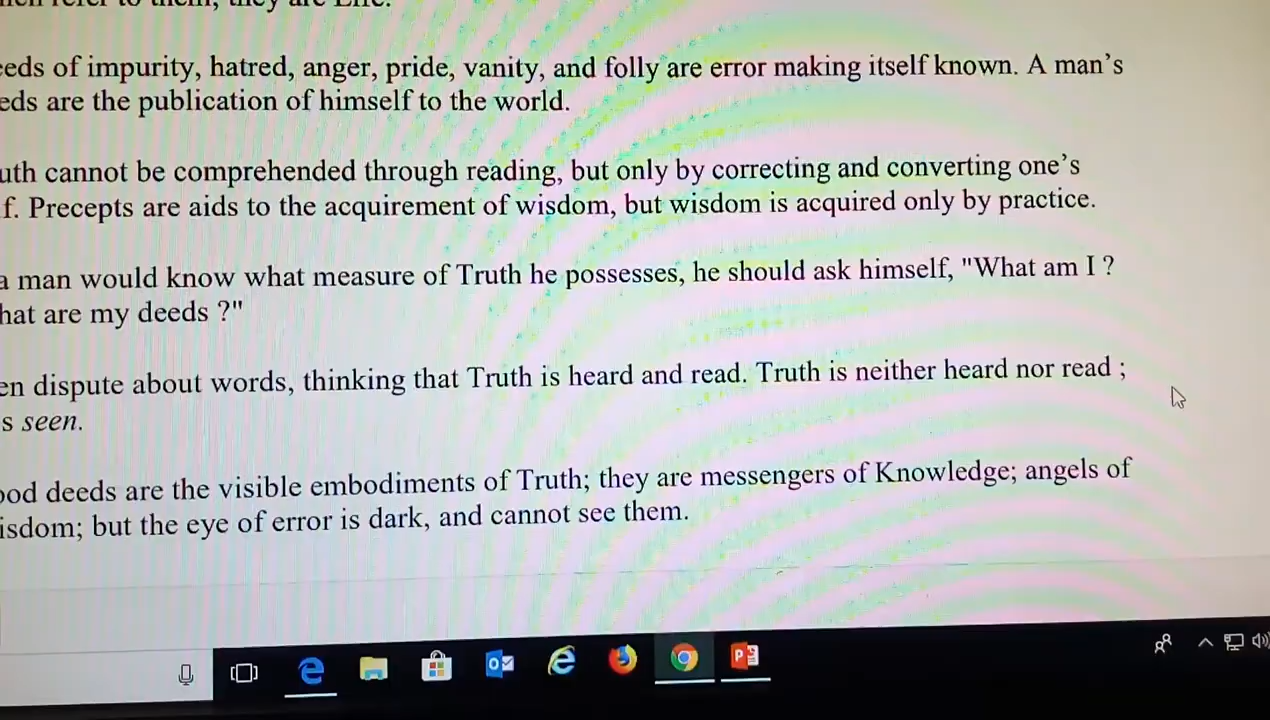 to them, they are Life.
eds of impurity, hatred, anger, pride, vanity, and folly are error making itself known. A man's
eds are the publication of himself to the world.
uth cannot be comprehended through reading, but only by correcting and converting one's
f. Precepts are aids to the acquirement of wisdom, but wisdom is acquired only by practice.
a man would know what measure of Truth he possesses, he should ask himself, "What am I ?
hat are my deeds ?"
en dispute about words, thinking that Truth is heard and read. Truth is neither heard nor read ;
s seen.
ood deeds are the visible embodiments of Truth; they are messengers of Knowledge; angels of
isdom; but the eye of error is dark, and cannot see them.